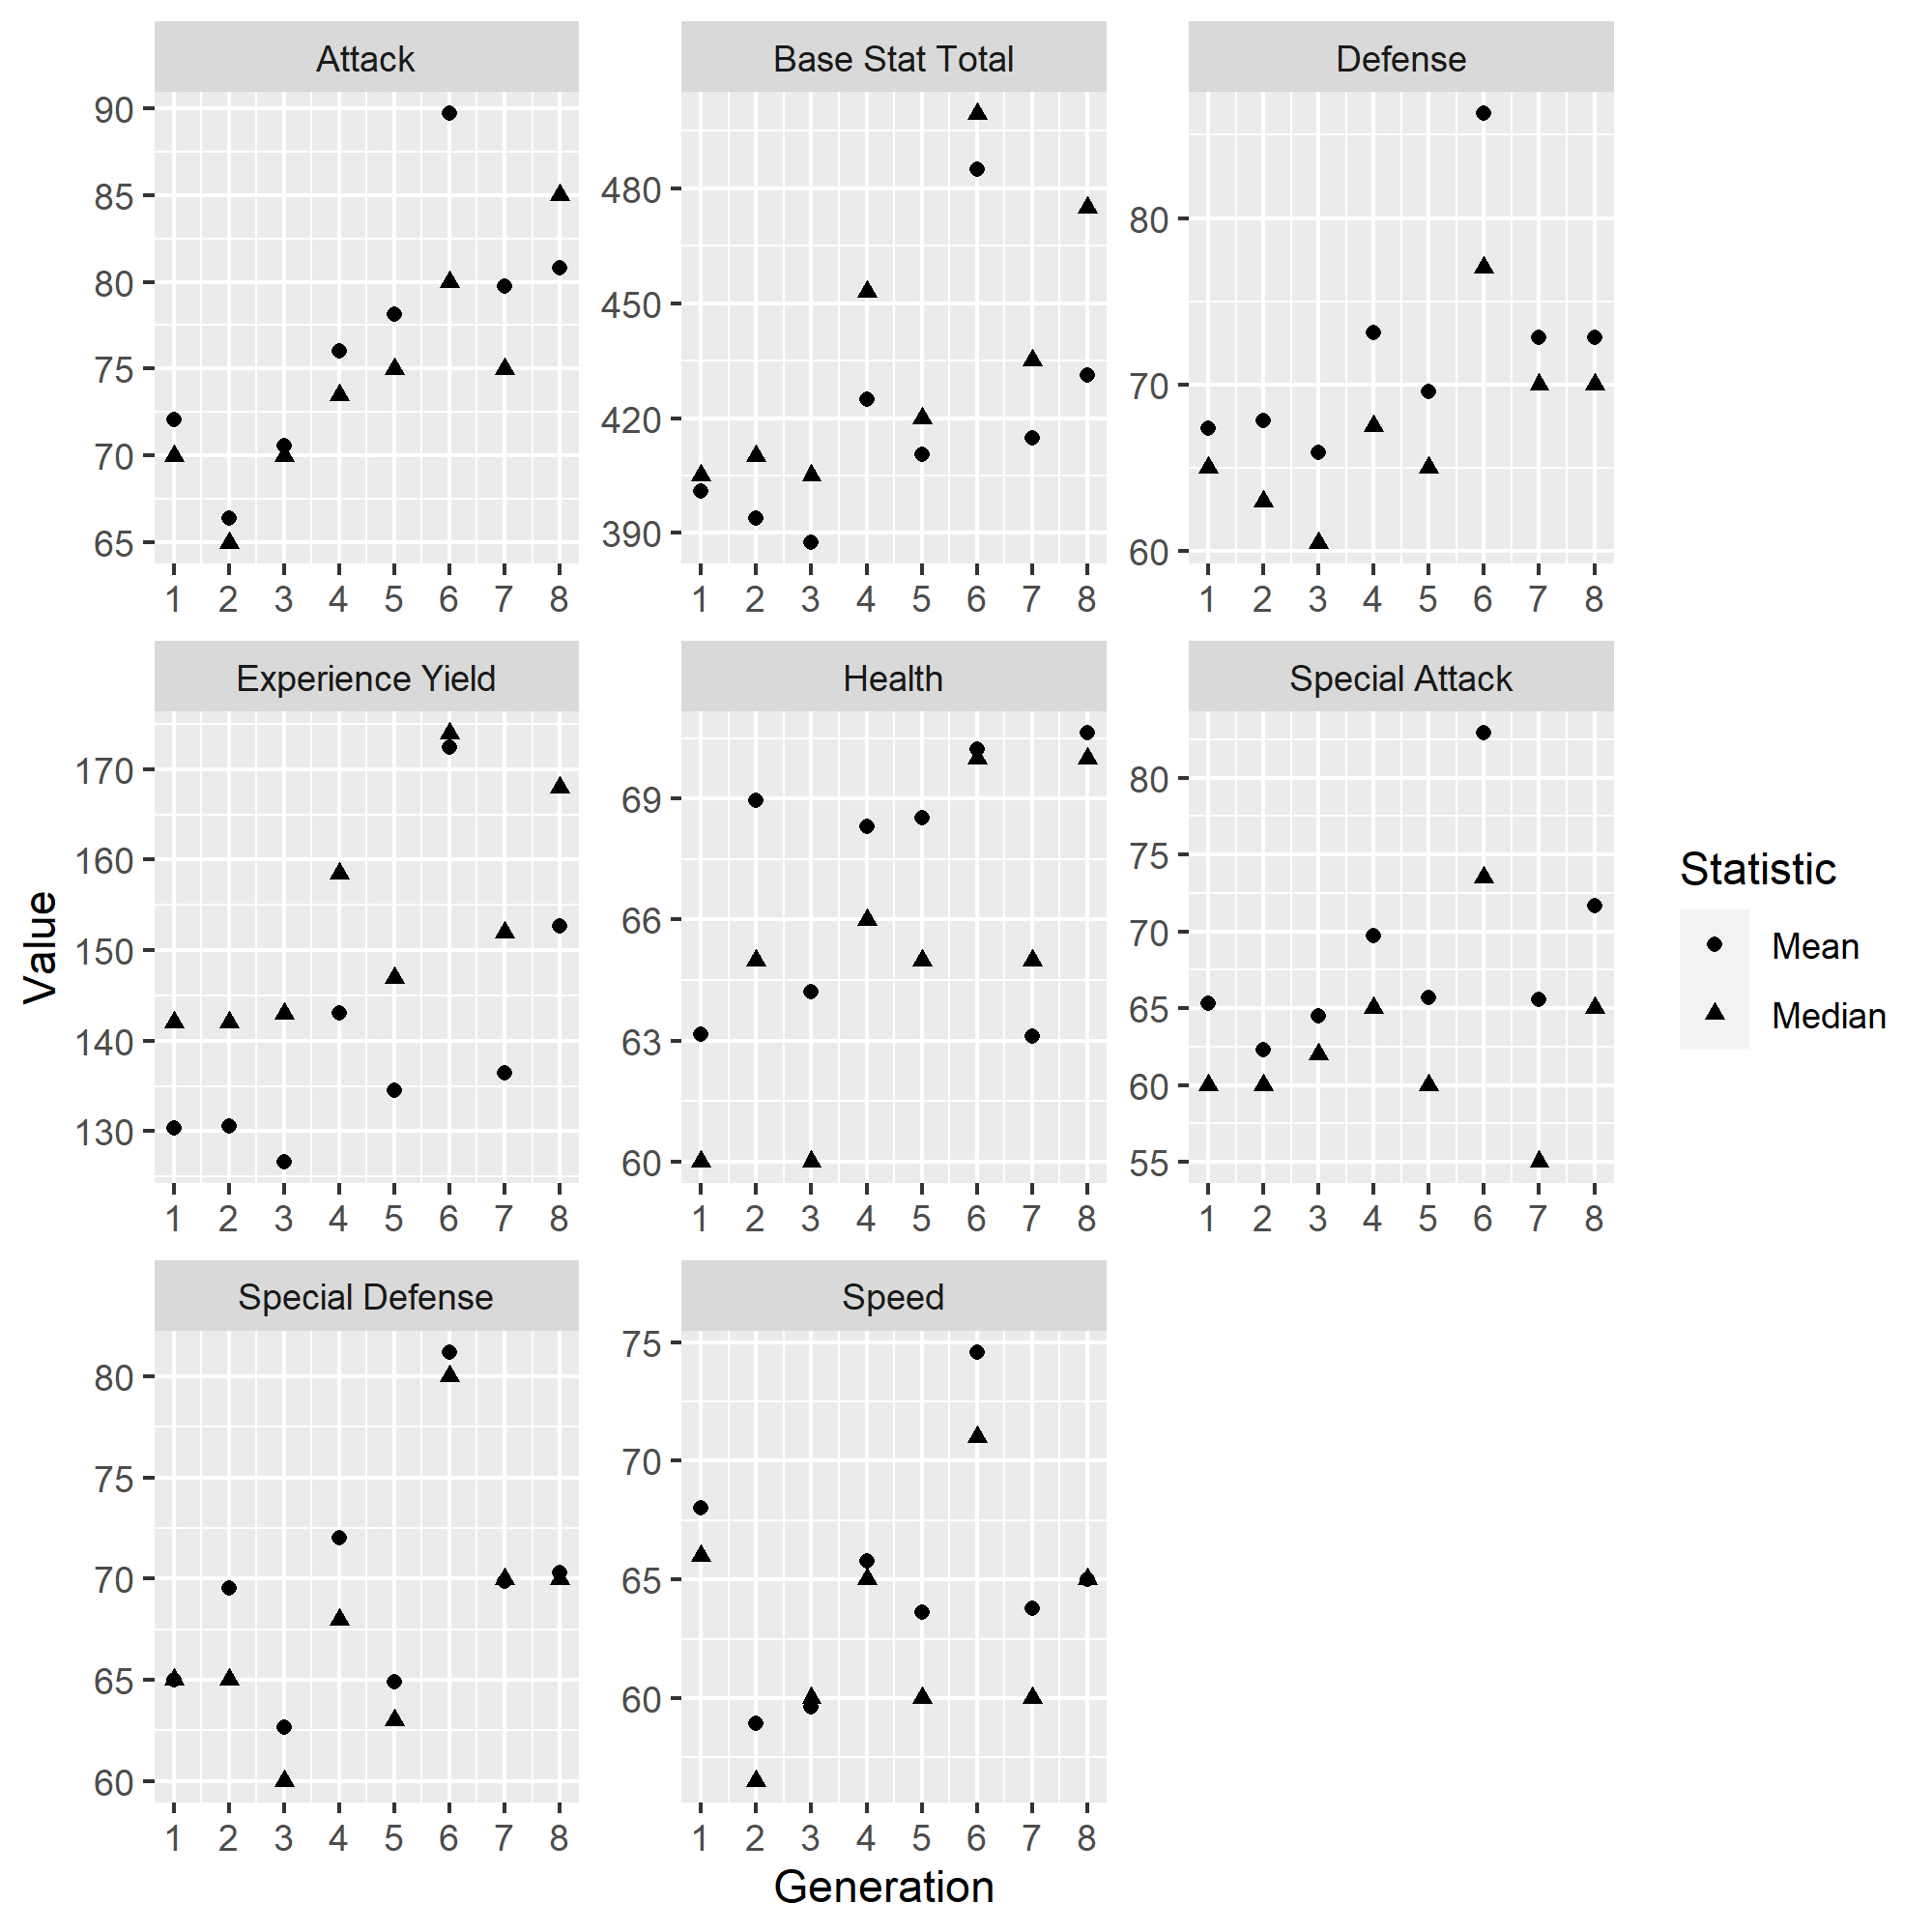 Attack
Base Stat Total
Defense
90
85
80
75
70
65
480
450
420
390
80
70
60
1 2 3 4 5 6 7 8
1 2 3 4 5 6 7 8
1 2 3 4 5 6 7 8
Experience Yield
Health
Special Attack
170
160
150
140
130
69
66
63
60
80
75
70
65
60
55
1 2 3 4 5 6 7 8
1 2 3 4 5 6 7 8
1 2 3 4 5 6 7 8
Special Defense
Speed
80
75
70
65
60
75
70
65
60
1 2 3 4 5 6 7 8
1 2 3 4 5 6 7 8
Value
Generation
Statistic
Mean
Median